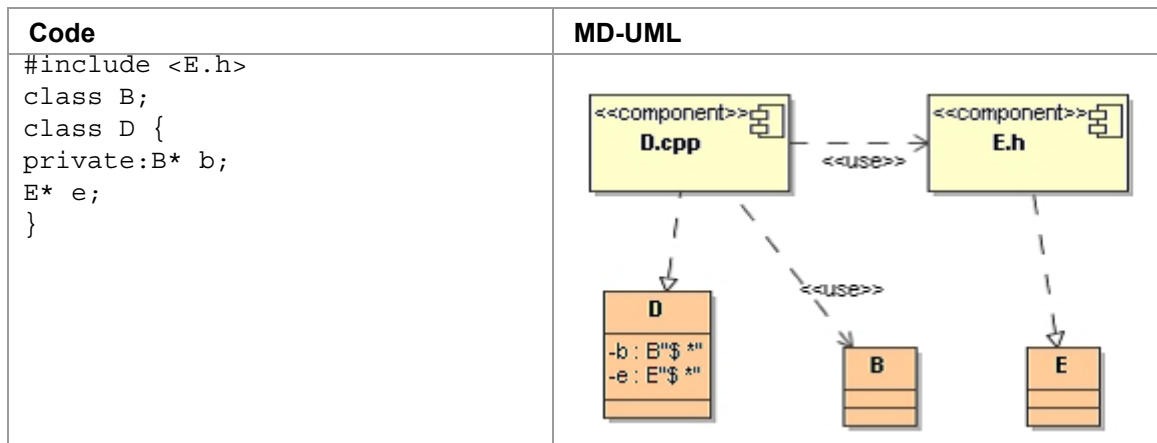 Code
MD-UML
#include <E.h>
class B;
class D {
private:B* b;
E* e;
}
<<component>>
D.cpp
<<use>>
<<component>>
E.h
<<use>>
D
-b : B"$ *"
-e : E"$ *"
B
E